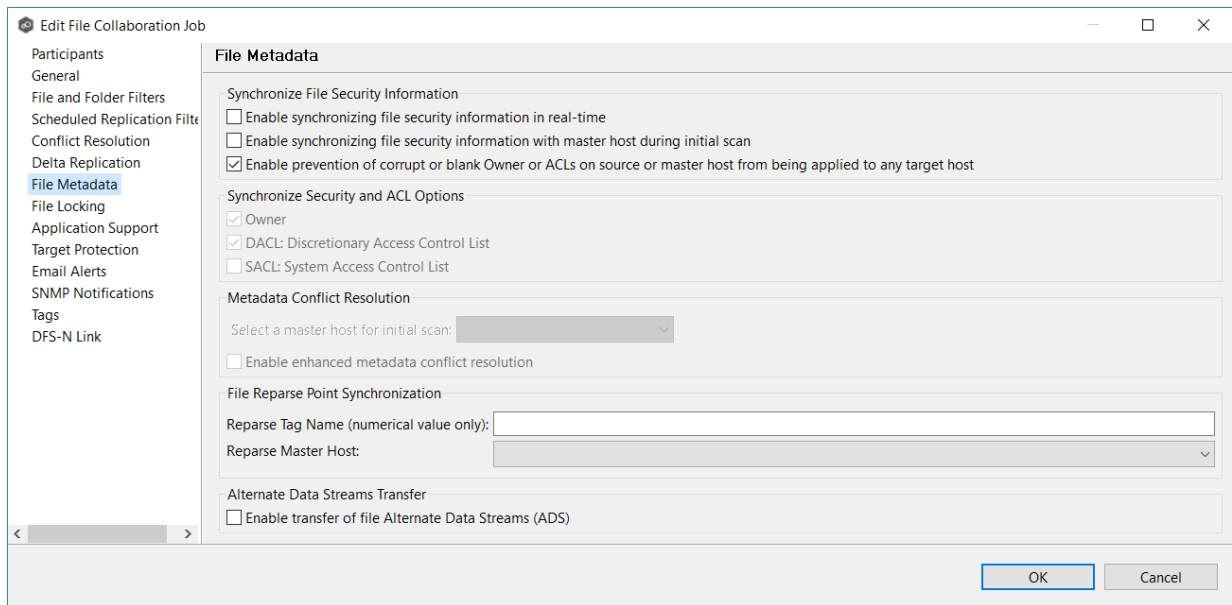 Edit File Collaboration Job
Participants
General
File and Folder Filters
Scheduled Replication Filte
Conflict Resolution
Delta Replication
File Metadata
File Locking
Application Support
Target Protection
Email Alerts
SNMP Notifications
Tags
DFS-N Link
File Metadata
Synchronize File Security Information
Enable synchronizing file security information in real-time
Enable synchronizing file security information with master host during initial scan
Enable prevention of corrupt or blank Owner or ACLs on source or master host from being applied to any target host
Synchronize Security and ACL Options
Owner
DACL: Discretionary Access Control List
SACL: System Access Control List
Metadata Conflict Resolution
Select a master host for initial scan:
Enable enhanced metadata conflict resolution
File Reparse Point Synchronization
Reparse Tag Name (numerical value only):
Reparse Master Host:
Alternate Data Streams Transfer
Enable transfer of file Alternate Data Streams (ADS)
OK Cancel